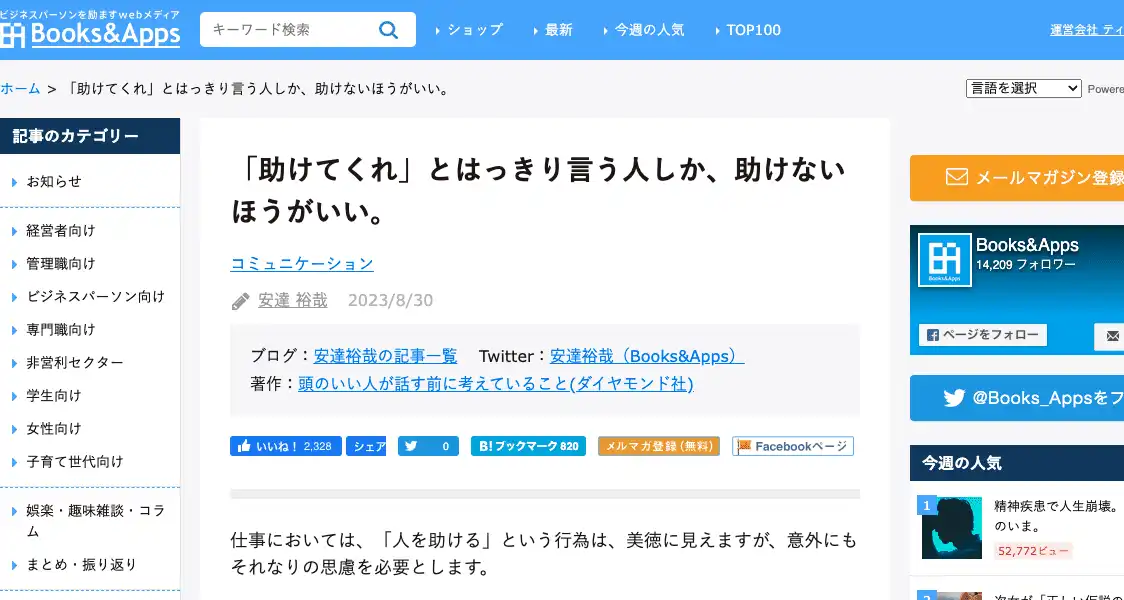 ビジネスパーソンを励ますwebメディア
Books&Apps
キーワード検索
ショップ
最新
今週の人気
TOP100
運営会社 ティ
ホーム > 「助けてくれ」とはっきり言う人しか、助けないほうがいい。
言語を選択
Powere
記事のカテゴリー
お知らせ
経営者向け
管理職向け
ビジネスパーソン向け
専門職向け
非営利セクター
学生向け
女性向け
子育て世代向け
娯楽・趣味雑談・コラ
ム
まとめ・振り返り
「助けてくれ」とはっきり言う人しか、助けない
ほうがいい。
コミュニケーション
安達 裕哉 2023/8/30
ブログ：安達裕哉の記事一覧 Twitter：安達裕哉（Books&Apps）
著作：頭のいい人が話す前に考えていること(ダイヤモンド社)
いいね！ 2,328
シェア
0
B!ブックマーク 820
メルマガ登録(無料)
Facebookページ
仕事においては、「人を助ける」という行為は、美徳に見えますが、意外にも
それなりの思慮を必要とします。
メールマガジン登録
Books&Apps
14,209 フォロワー
Books&Apps
ページをフォロー
@Books_Appsをフ
今週の人気
1
精神疾患で人生崩壊。
のいま。
52,772ビュー
2